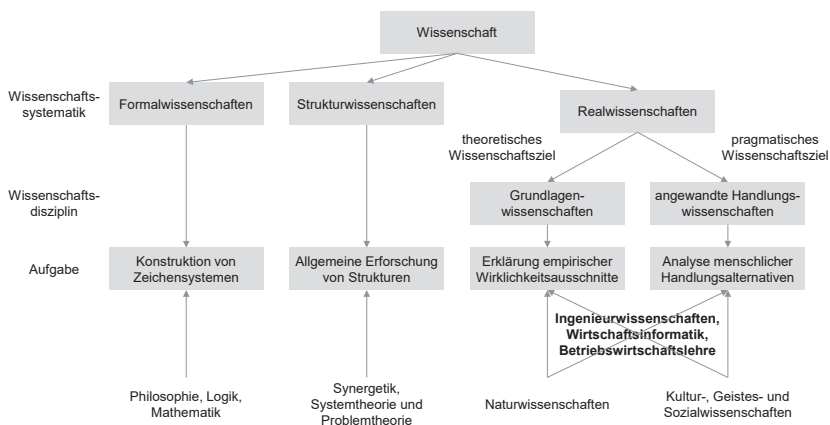 Wissenschaft
Wissenschafts-
systematik
Formalwissenschaften
Strukturwissenschaften
Realwissenschaften
theoretisches
Wissenschaftsziel
pragmatisches
Wissenschaftsziel
Wissenschafts-
disziplin
Grundlagen-
wissenschaften
angewandte Handlungs-
wissenschaften
Aufgabe
Konstruktion von
Zeichensystemen
Allgemeine Erforschung
von Strukturen
Erklärung empirischer
Wirklichkeitsausschnitte
Analyse menschlicher
Handlungsalternativen
Ingenieurwissenschaften,
Wirtschaftsinformatik,
Betriebswirtschaftslehre
Philosophie, Logik,
Mathematik
Synergetik,
Systemtheorie und
Problemtheorie
Naturwissenschaften
Kultur-, Geistes- und
Sozialwissenschaften